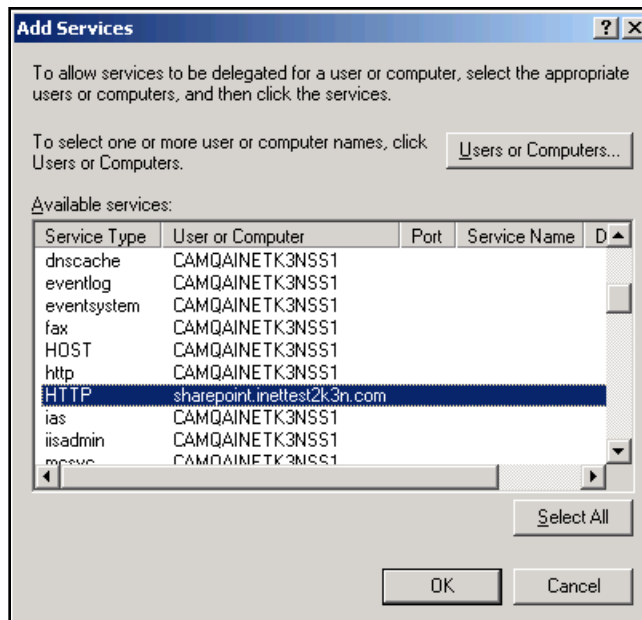 Add Services
To allow services to be delegated for a user or computer, select the appropriate
users or computers, and then click the services.
To select one or more user or computer names, click
Users or Computers.
Users or Computers...
Available services:
Service Type User or Computer Port Service Name D
dnscache CAMQAINETK3NSS1
eventlog CAMQAINETK3NSS1
eventsystem CAMQAINETK3NSS1
fax CAMQAINETK3NSS1
HOST CAMQAINETK3NSS1
http CAMQAINETK3NSS1
HTTP sharepoint.inettest2k3n.com
ias CAMQAINETK3NSS1
iisadmin CAMQAINETK3NSS1
CAMQAINETK3NSS1
Select All
OK Cancel